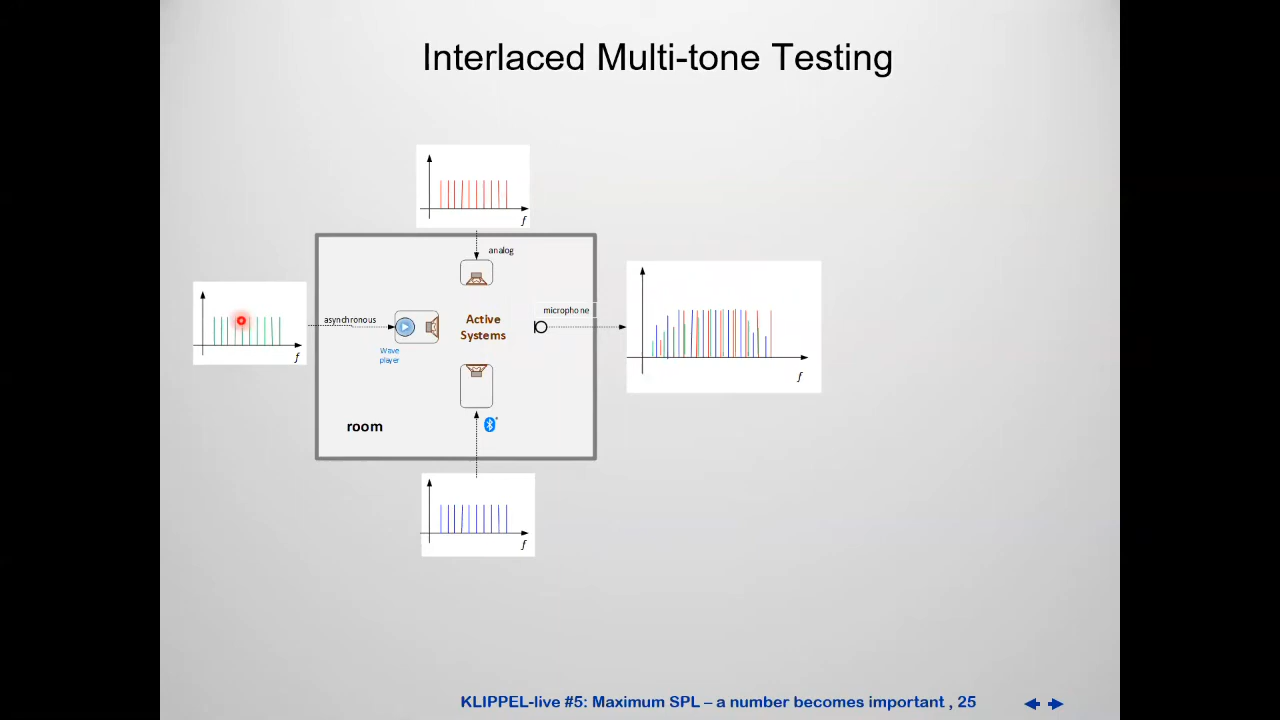 Interlaced Multi-tone Testing
f
analog
asynchronous
Wave
player
Active
Systems
microphone
f
f
room
f
KLIPPEL-live #5: Maximum SPL – a number becomes important , 25